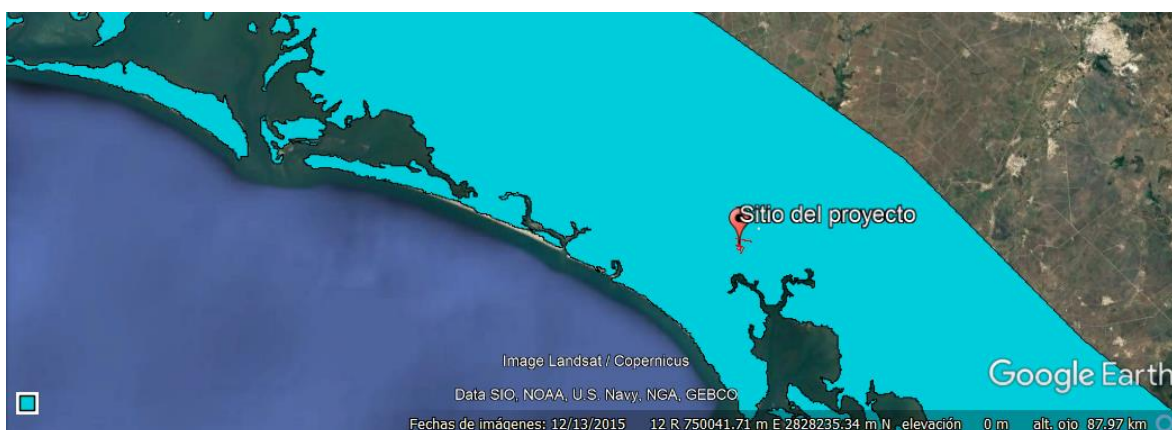 Sitio del proyecto
Image Landsat / Copernicus
Google Earth
Data SIO, NOAA, U.S. Navy, NGA, GEBCO
Fechas de imágenes: 12/13/2015 12 R 750041.71 m E 2828235.34 m N elevación 0 m alt. ojo 87.97 km